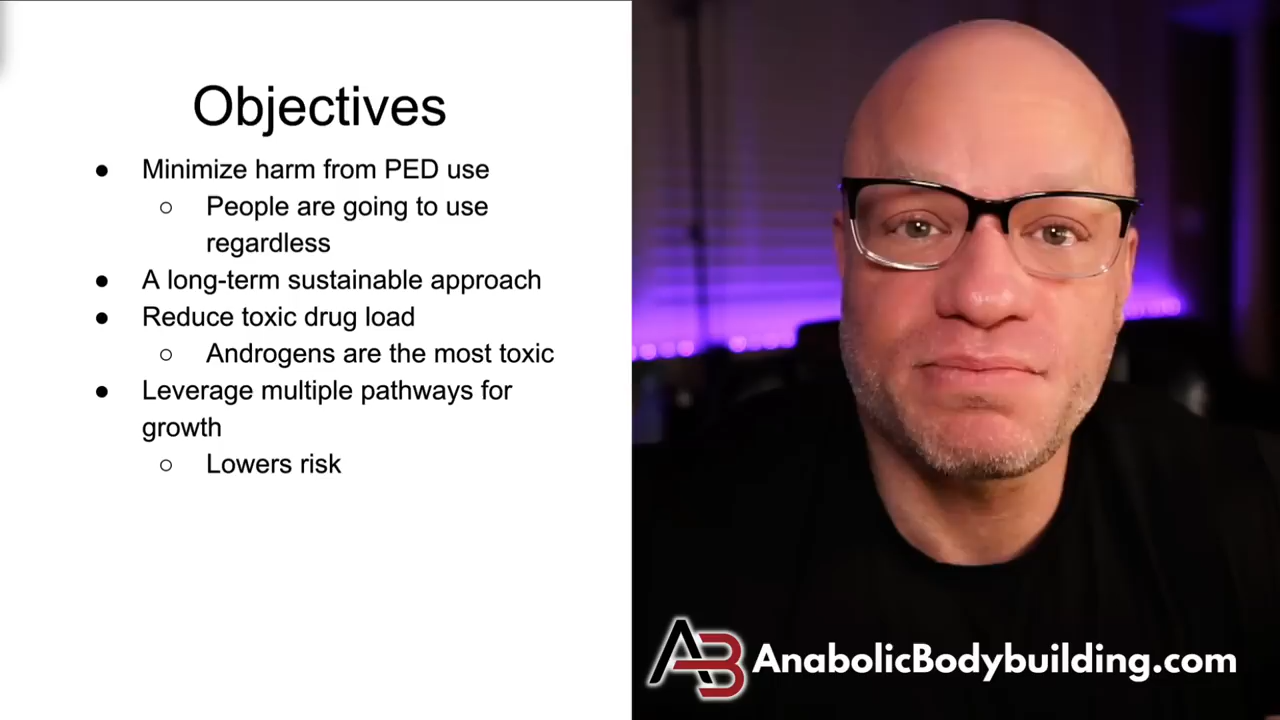 Objectives
● Minimize harm from PED use
○ People are going to use
regardless
● A long-term sustainable approach
● Reduce toxic drug load
○ Androgens are the most toxic
● Leverage multiple pathways for
growth
○ Lowers risk
AB AnabolicBodybuilding.com